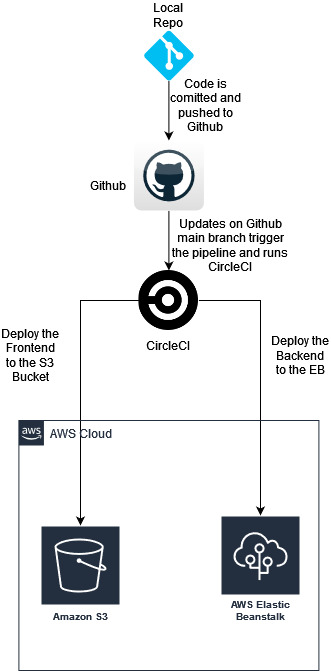 Local
Repo
Code is
comitted and
pushed to
Github
Github
Updates on Github
main branch trigger
the pipeline and runs
CircleCI
CircleCI
Deploy the
Frontend
to the S3
Bucket
Deploy the
Backend
to the EB
aws
AWS Cloud
Amazon S3
AWS Elastic
Beanstalk